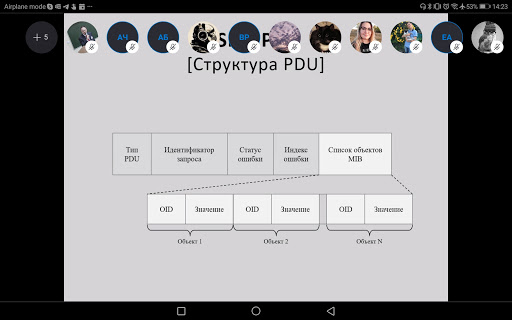 Airplane mode
53% 14:23
+ 5
АЧ
АБ
ВР
ЕА
[Структура PDU]
Тип PDU
Идентификатор запроса
Статус ошибки
Индекс ошибки
Список объектов MIB
OID Значение OID Значение OID Значение
Объект 1 Объект 2 Объект N